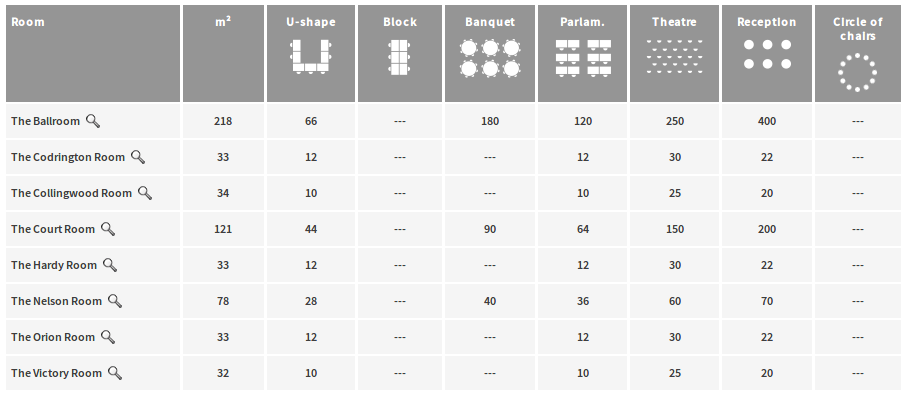 Room m² U-shape Block Banquet Parlam. Theatre Reception Circle of chairs
The Ballroom 218 66 --- 180 120 250 400 ---
The Codrington Room 33 12 --- --- 12 30 22 ---
The Collingwood Room 34 10 --- --- 10 25 20 ---
The Court Room 121 44 --- 90 64 150 200 ---
The Hardy Room 33 12 --- --- 12 30 22 ---
The Nelson Room 78 28 --- 40 36 60 70 ---
The Orion Room 33 12 --- --- 12 30 22 ---
The Victory Room 32 10 --- --- 10 25 20 ---